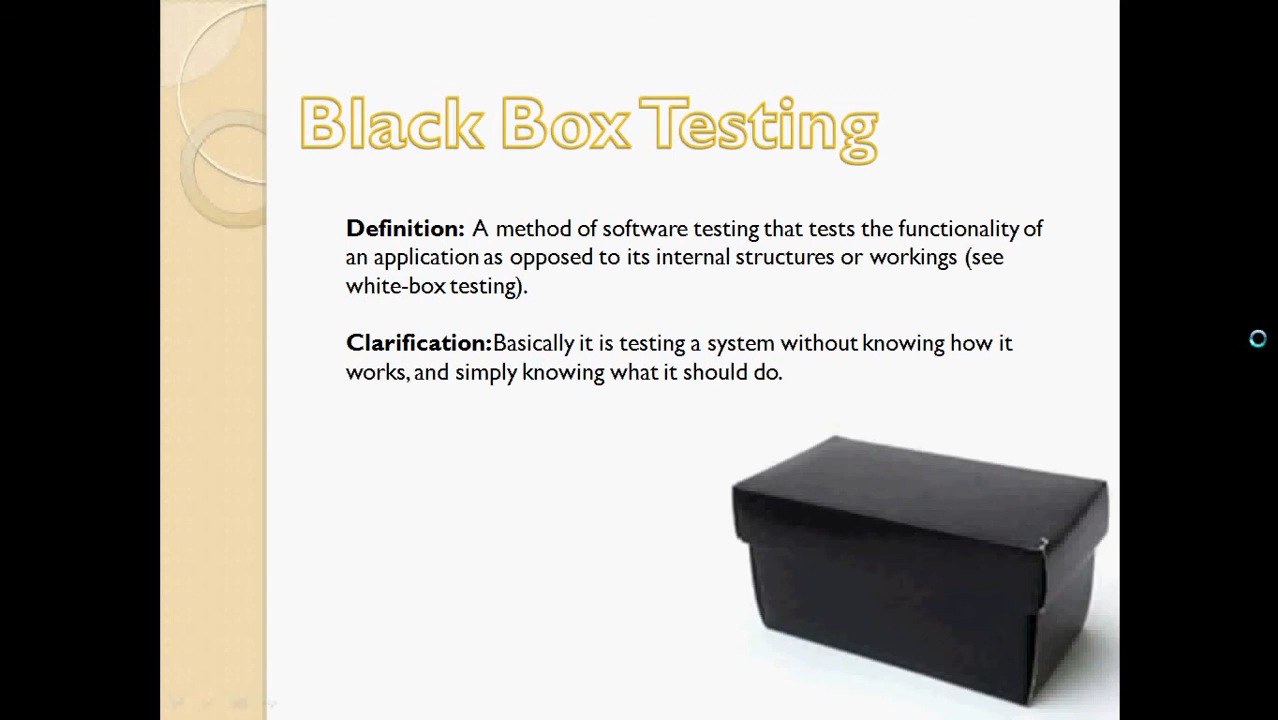 Black Box Testing
Definition: A method of software testing that tests the functionality of
an application as opposed to its internal structures or workings (see
white-box testing).
Clarification:Basically it is testing a system without knowing how it
works, and simply knowing what it should do.